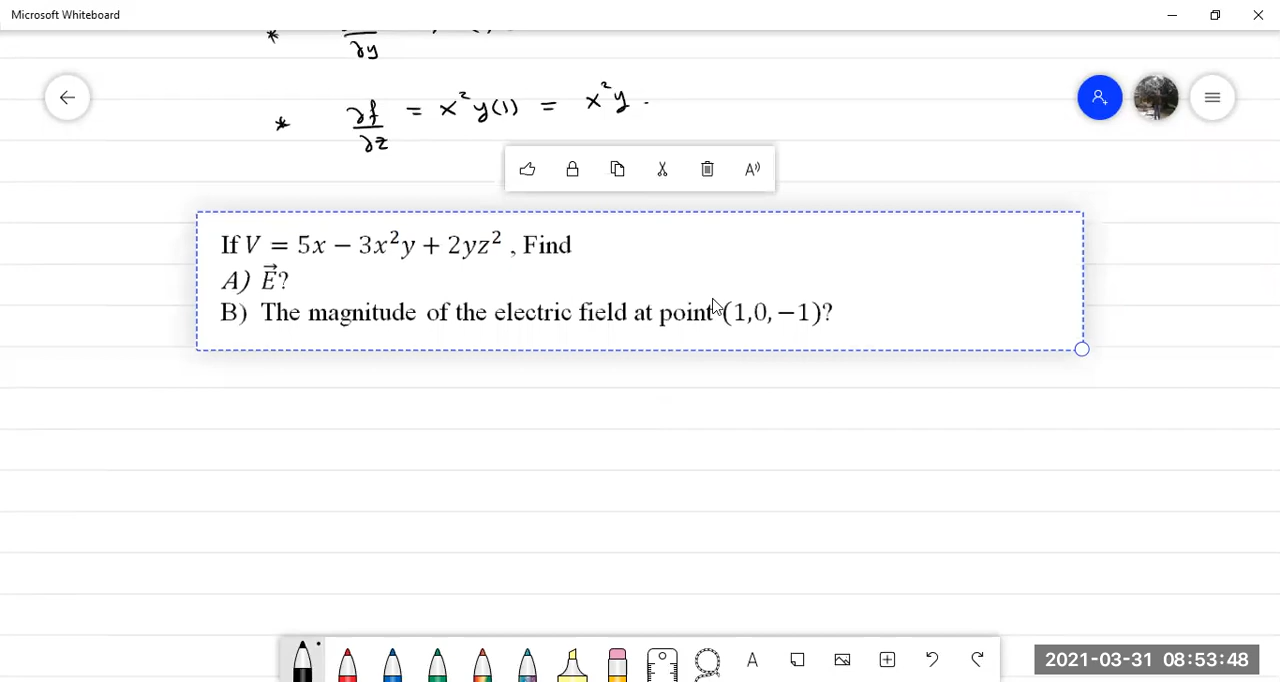 Microsoft Whiteboard
* ∂y
* ∂f/∂z = x²y(1) = x²y .
If V = 5x − 3x²y + 2yz² , Find
A) E⃗?
B) The magnitude of the electric field at point (1,0, −1)?
2021-03-31 08:53:48